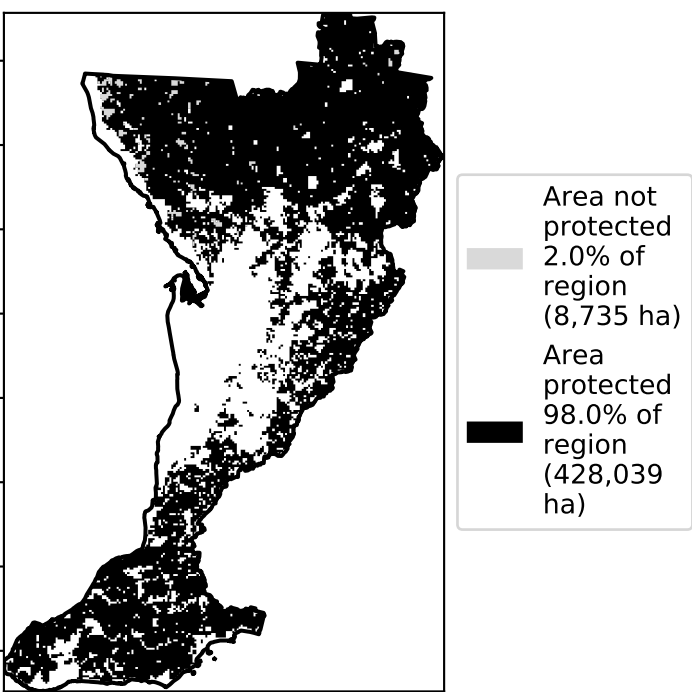 Area not
protected
2.0% of
region
(8,735 ha)
Area
protected
98.0% of
region
(428,039
ha)